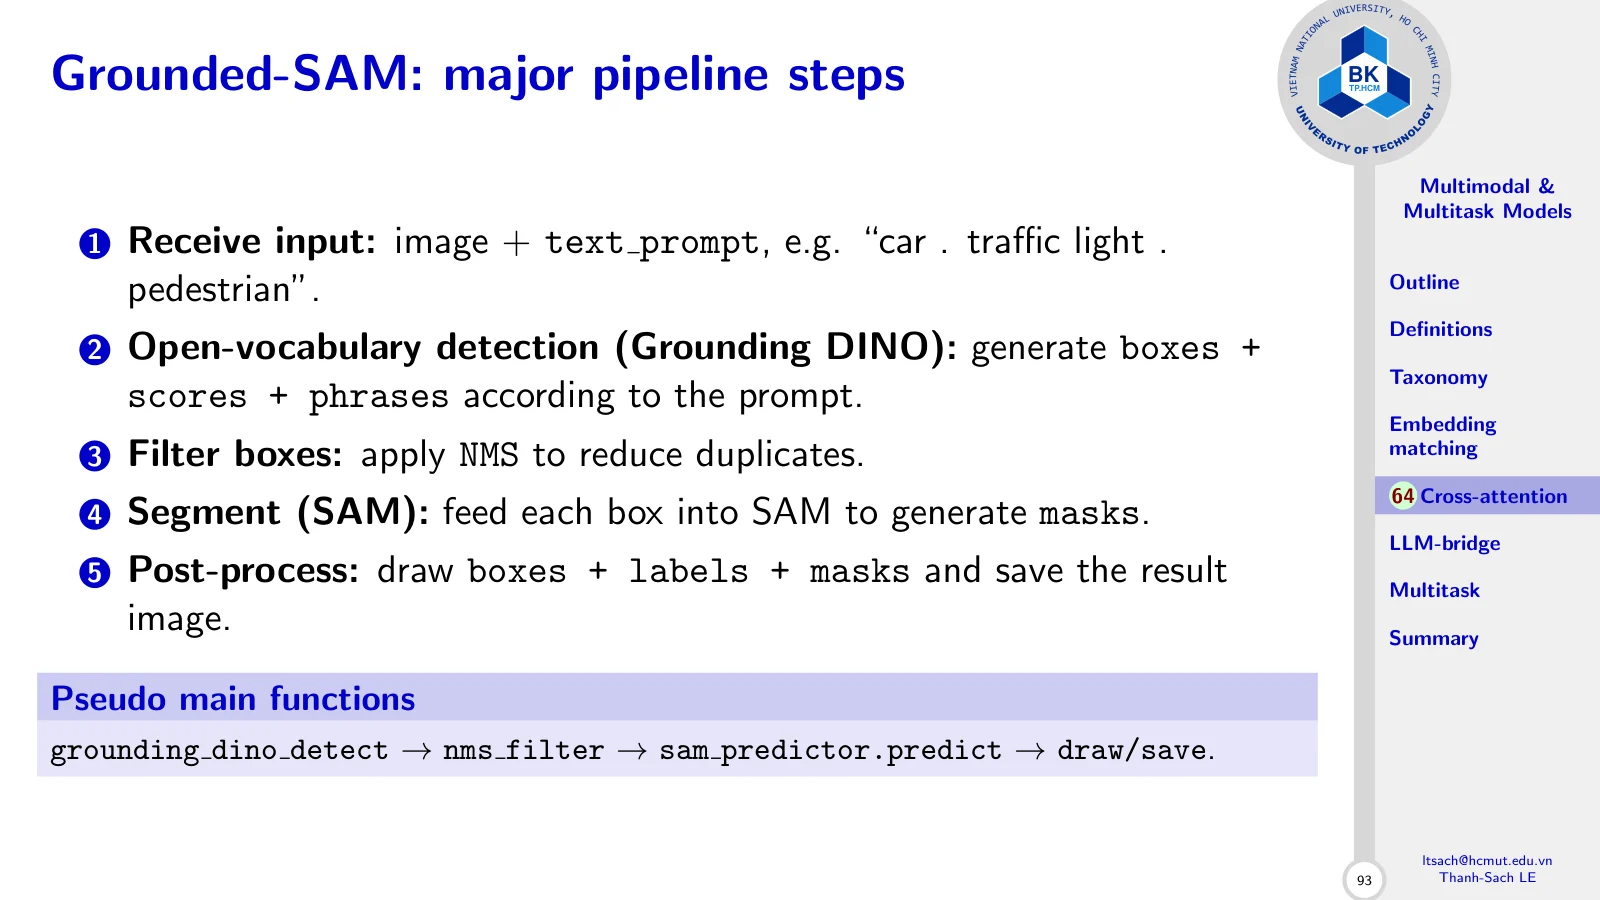 Grounded-SAM: major pipeline steps
1 Receive input: image + text_prompt, e.g. “car . traffic light .
pedestrian”.
2 Open-vocabulary detection (Grounding DINO): generate boxes +
scores + phrases according to the prompt.
3 Filter boxes: apply NMS to reduce duplicates.
4 Segment (SAM): feed each box into SAM to generate masks.
5 Post-process: draw boxes + labels + masks and save the result
image.
Pseudo main functions
grounding_dino_detect → nms_filter → sam_predictor.predict → draw/save.
VIETNAM NATIONAL UNIVERSITY, HO CHI MINH CITY
BK
TP.HCM
UNIVERSITY OF TECHNOLOGY
Multimodal &
Multitask Models
Outline
Definitions
Taxonomy
Embedding
matching
64 Cross-attention
LLM-bridge
Multitask
Summary
ltsach@hcmut.edu.vn
Thanh-Sach LE
93